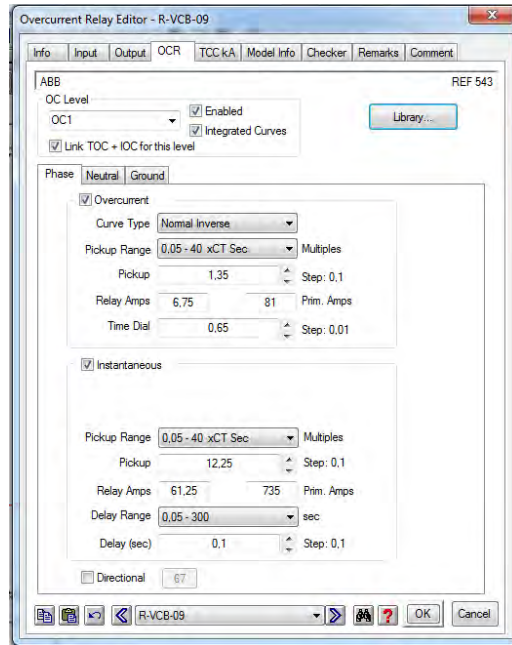 Overcurrent Relay Editor - R-VCB-09
Info Input Output OCR TCC kA Model Info Checker Remarks Comment
ABB REF 543
OC Level
OC1 Enabled Library...
Integrated Curves
Link TOC + IOC for this level
Phase Neutral Ground
Overcurrent
Curve Type Normal Inverse
Pickup Range 0,05 - 40 xCT Sec Multiples
Pickup 1,35 Step: 0,1
Relay Amps 6,75 81 Prim. Amps
Time Dial 0,65 Step: 0,01
Instantaneous
Pickup Range 0,05 - 40 xCT Sec Multiples
Pickup 12,25 Step: 0,1
Relay Amps 61,25 735 Prim. Amps
Delay Range 0,05 - 300 sec
Delay (sec) 0,1 Step: 0,1
Directional 67
R-VCB-09 ? OK Cancel